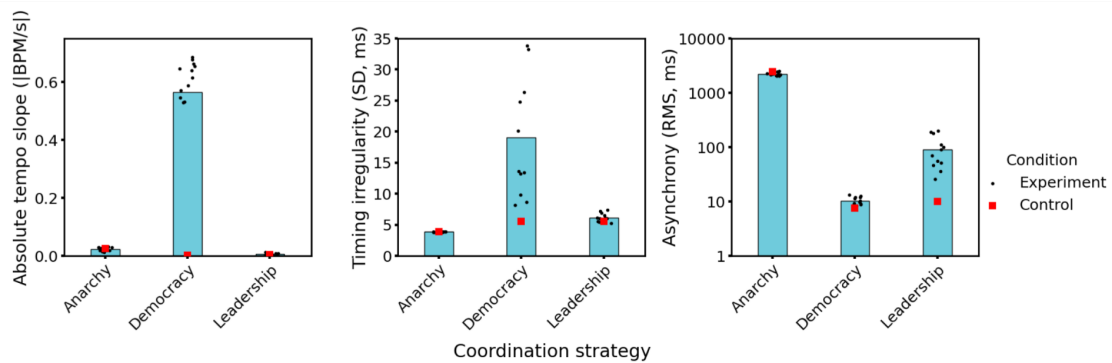 Absolute tempo slope (|BPM/s|)
0.6
0.4
0.2
0.0
Anarchy
Democracy
Leadership
Timing irregularity (SD, ms)
35
30
25
20
15
10
5
0
Anarchy
Democracy
Leadership
Asynchrony (RMS, ms)
10000
1000
100
10
1
Anarchy
Democracy
Leadership
Condition
Experiment
Control
Coordination strategy